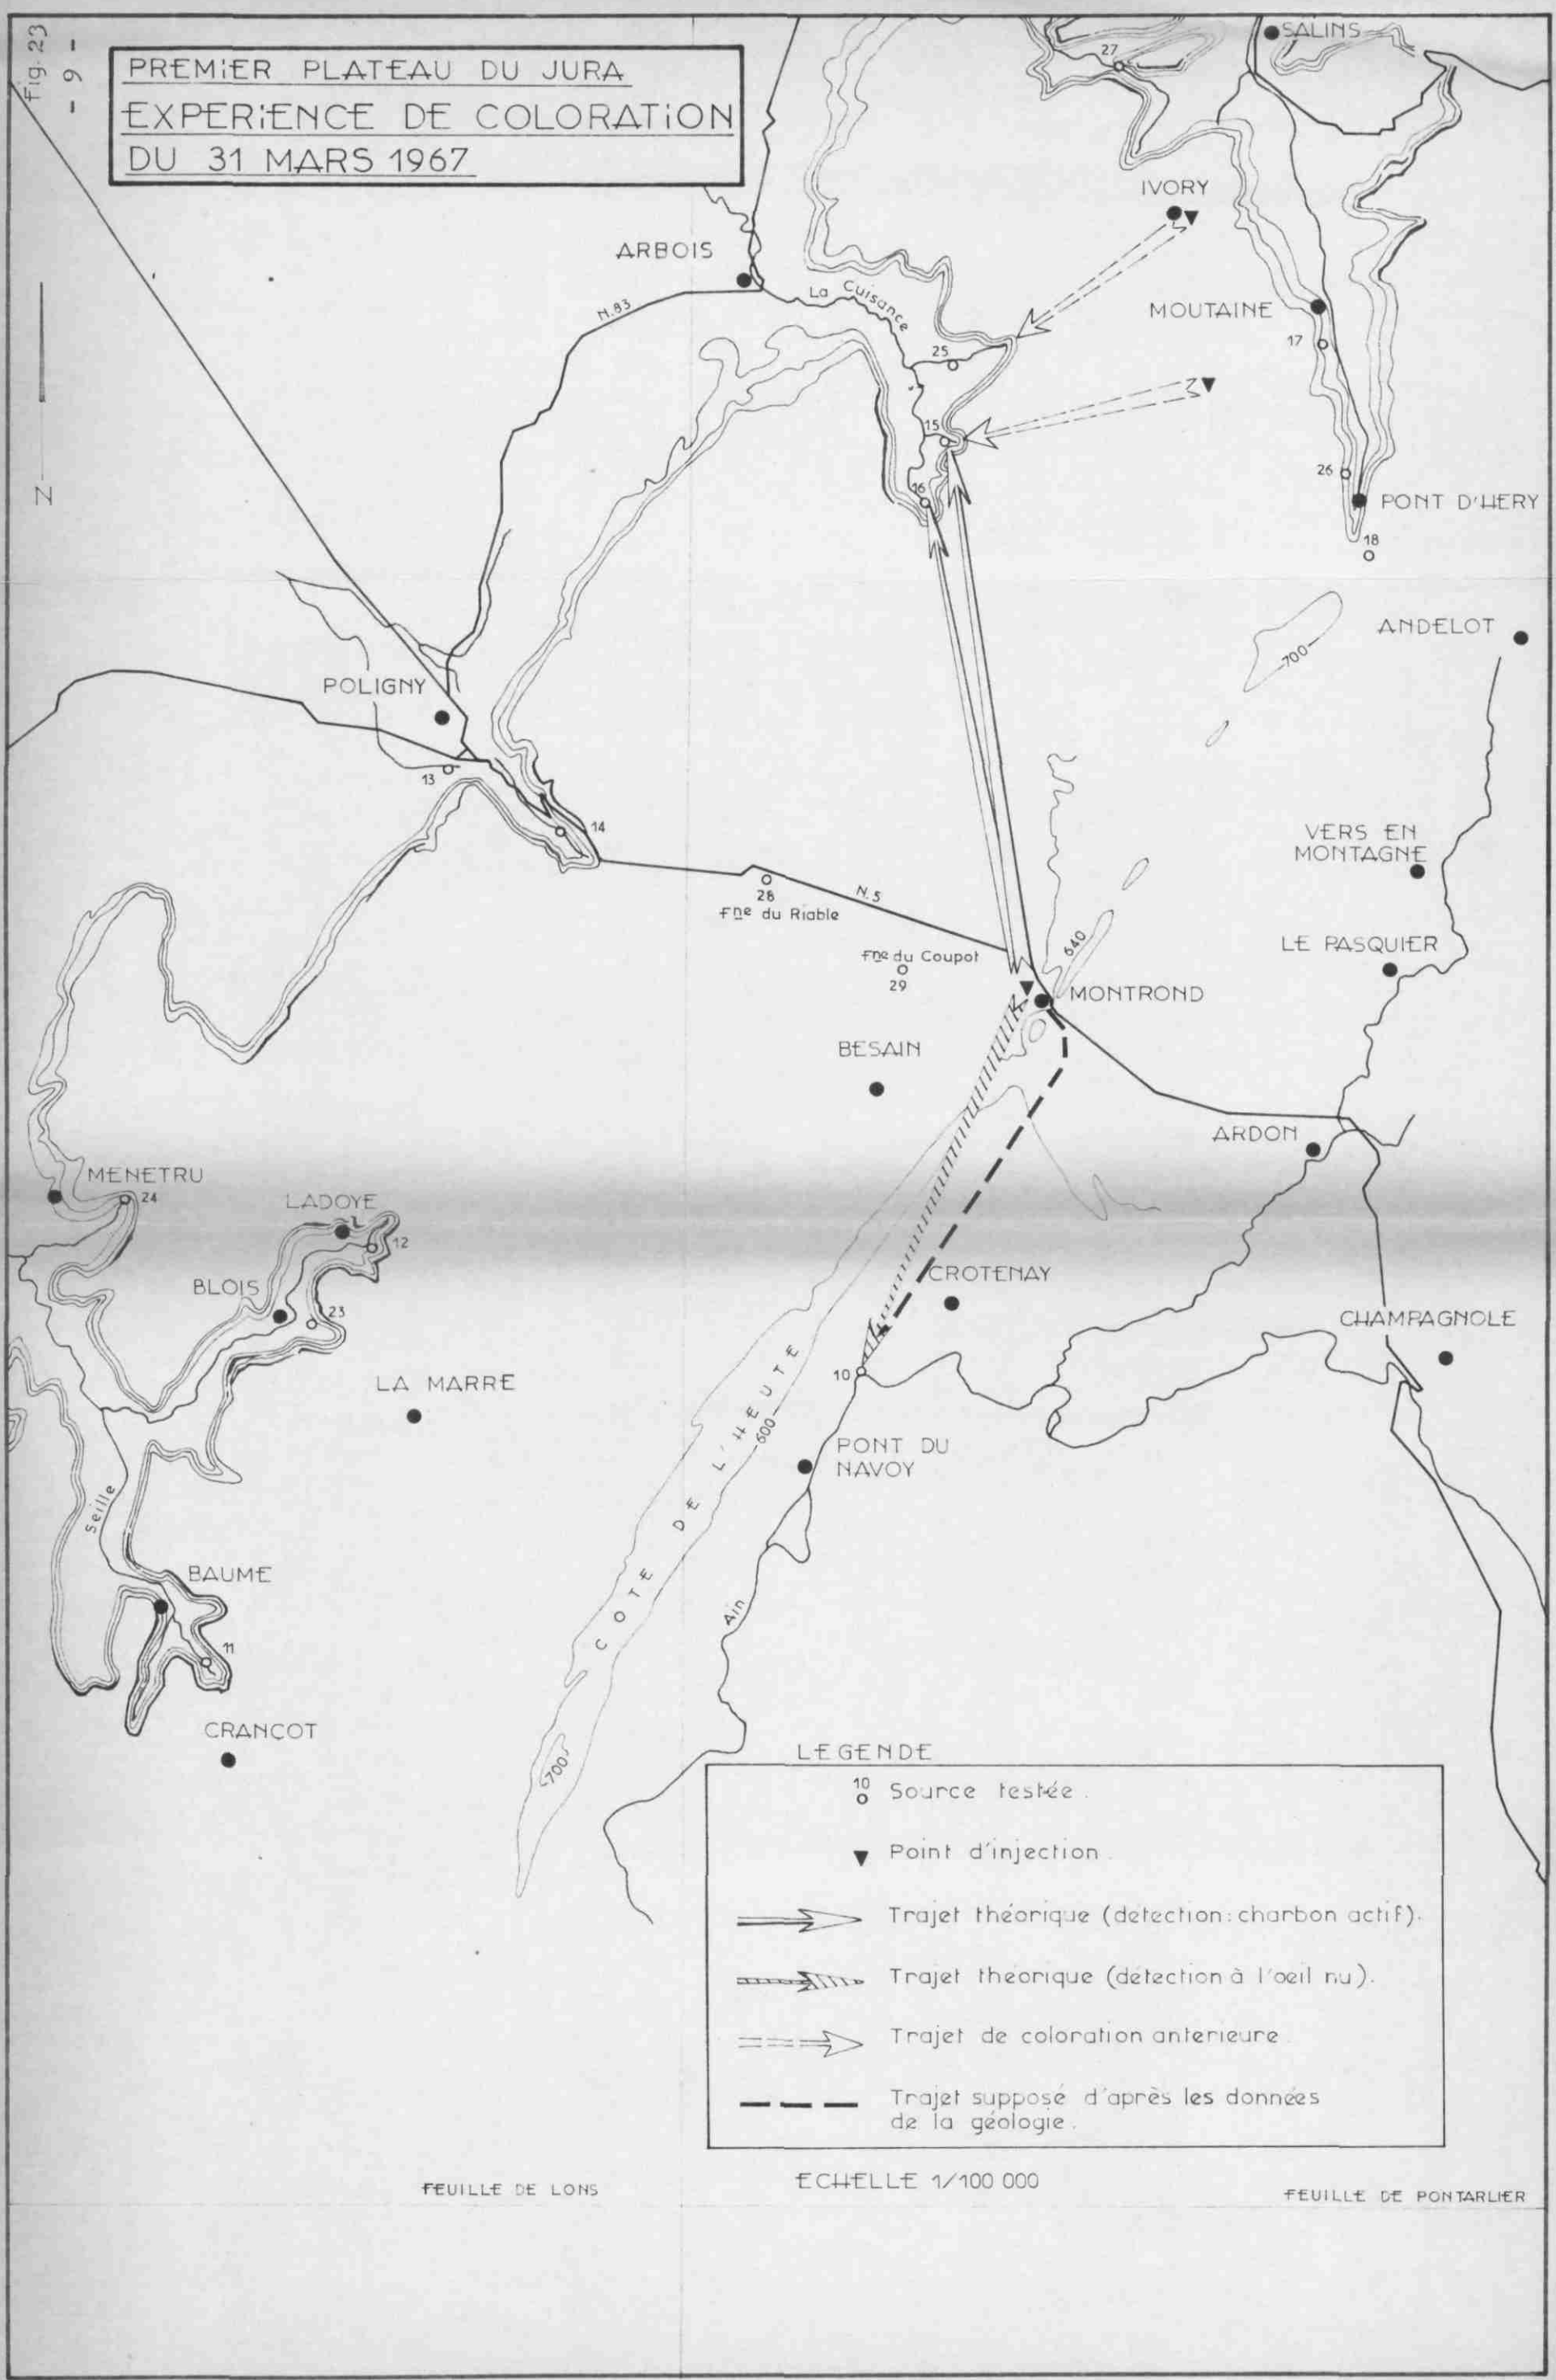 Fig. 23
- 9 -
PREMIER PLATEAU DU JURA
EXPERIENCE DE COLORATION
DU 31 MARS 1967
SALINS
27
IVORY
ARBOIS
La Cuisance
N.83
MOUTAINE
17
25
15
16
26
PONT D'HERY
18
N
ANDELOT
700
POLIGNY
13
14
VERS EN
MONTAGNE
28
Fne du Riable
N.5
640
LE PASQUIER
Fne du Coupot
29
MONTROND
BESAIN
ARDON
MENETRU
24
LADOYE
12
BLOIS
23
CROTENAY
CHAMPAGNOLE
LA MARRE
10
COTE DE L'HEUTE
600
PONT DU
NAVOY
Seille
BAUME
Ain
11
CRANCOT
700
LEGENDE
10
Source testée.
Point d'injection.
Trajet théorique (detection: charbon actif).
Trajet theorique (détection à l'oeil nu).
Trajet de coloration anterieure
Trajet supposé d'après les données
de la géologie.
ECHELLE 1/100 000
FEUILLE DE LONS
FEUILLE DE PONTARLIER